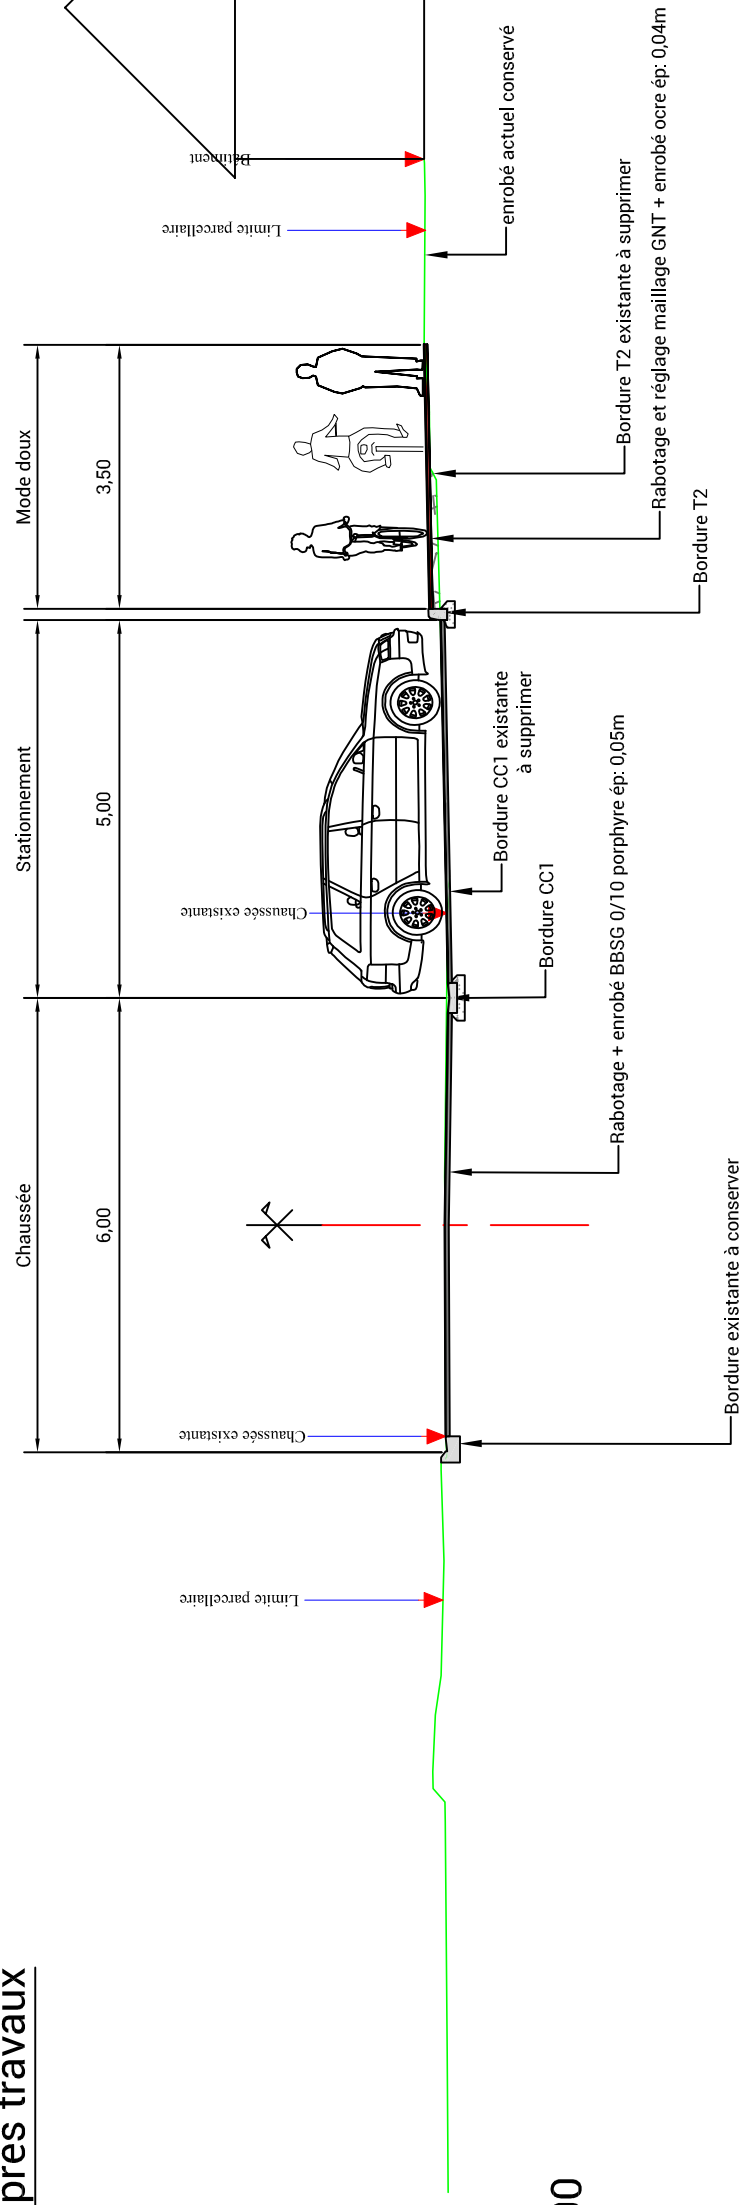 pres travaux
Chaussée
Stationnement
Mode doux
6,00
5,00
3,50
Limite parcellaire
Chaussée existante
Chaussée existante
Limite parcellaire
Bâtiment
enrobé actuel conservé
Bordure T2 existante à supprimer
Rabotage et réglage maillage GNT + enrobé ocre ép: 0,04m
Bordure T2
Bordure CC1 existante
à supprimer
Bordure CC1
Rabotage + enrobé BBSG 0/10 porphyre ép: 0,05m
Bordure existante à conserver
00